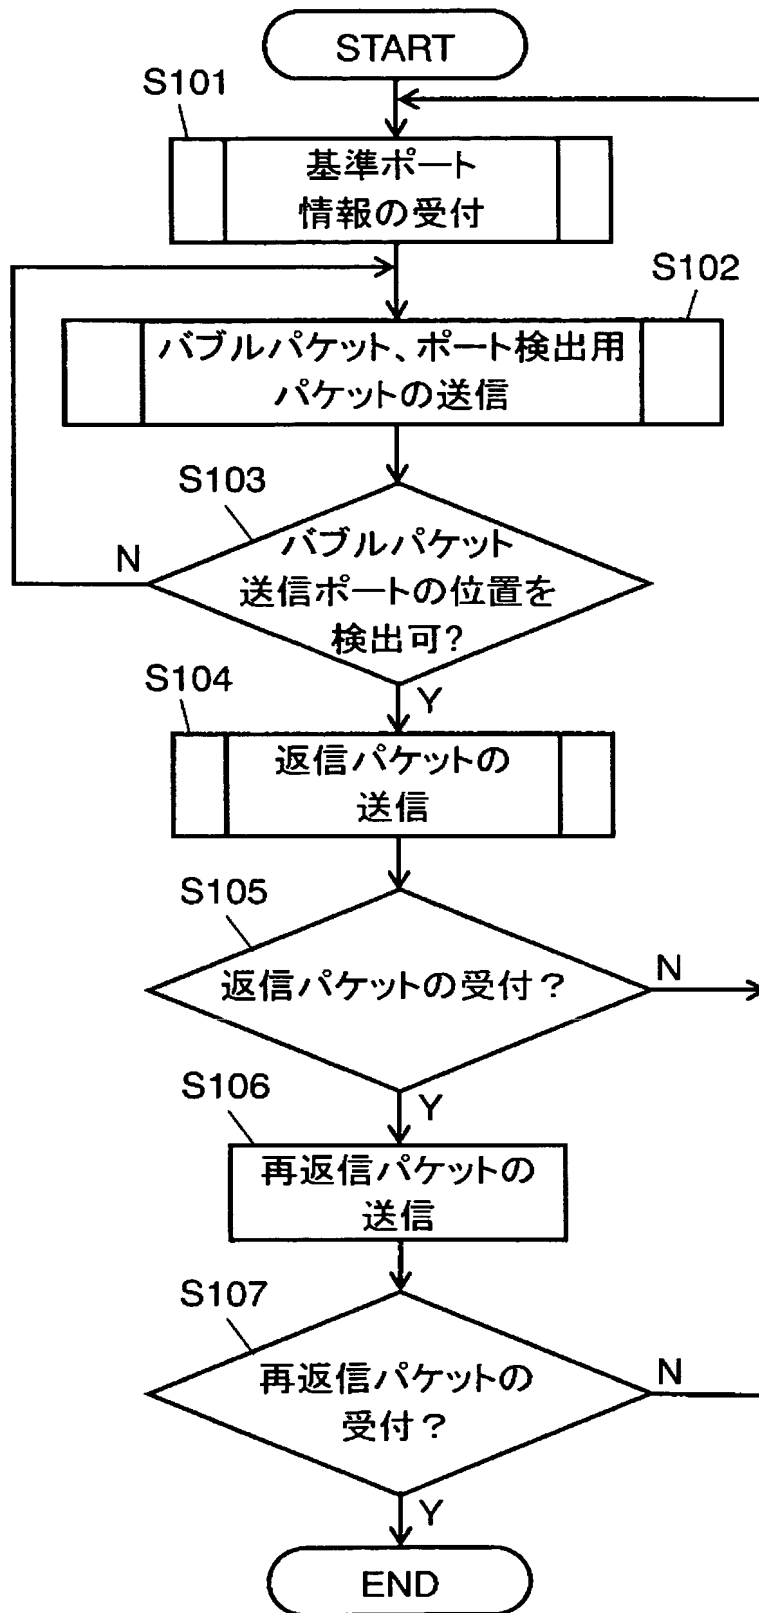 START
S101
基準ポート
情報の受付
S102
バブルパケット、ポート検出用
パケットの送信
S103
バブルパケット
送信ポートの位置を
検出可?
N
Y
S104
返信パケットの
送信
S105
返信パケットの受付？
N
Y
S106
再返信パケットの
送信
S107
再返信パケットの
受付？
N
Y
END